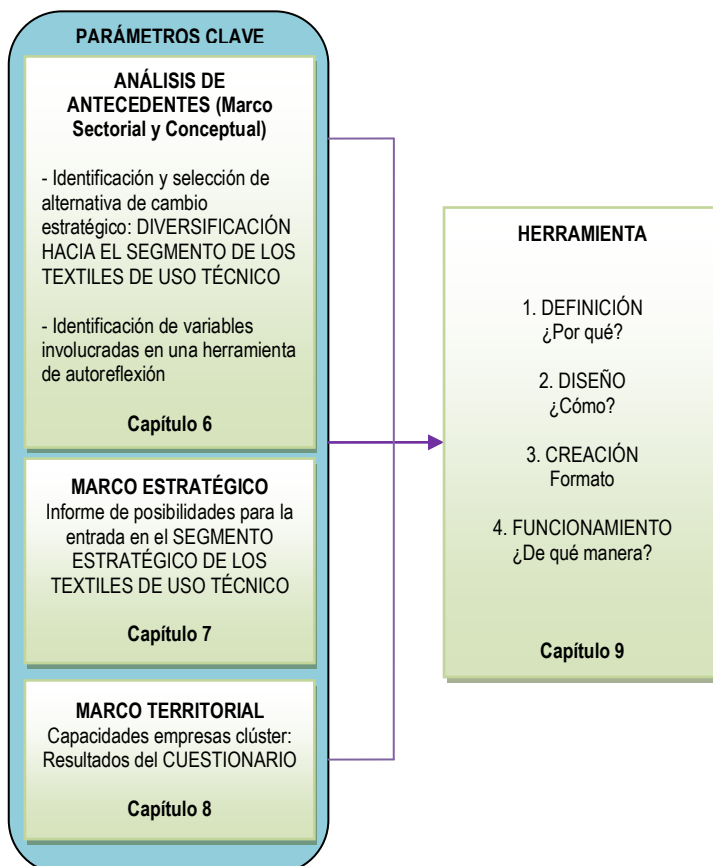 PARÁMETROS CLAVE
ANÁLISIS DE
ANTECEDENTES (Marco
Sectorial y Conceptual)
- Identificación y selección de
alternativa de cambio
estratégico: DIVERSIFICACIÓN
HACIA EL SEGMENTO DE LOS
TEXTILES DE USO TÉCNICO
- Identificación de variables
involucradas en una herramienta
de autoreflexión
Capítulo 6
MARCO ESTRATÉGICO
Informe de posibilidades para la
entrada en el SEGMENTO
ESTRATÉGICO DE LOS
TEXTILES DE USO TÉCNICO
Capítulo 7
MARCO TERRITORIAL
Capacidades empresas clúster:
Resultados del CUESTIONARIO
Capítulo 8
HERRAMIENTA
1. DEFINICIÓN
¿Por qué?
2. DISEÑO
¿Cómo?
3. CREACIÓN
Formato
4. FUNCIONAMIENTO
¿De qué manera?
Capítulo 9